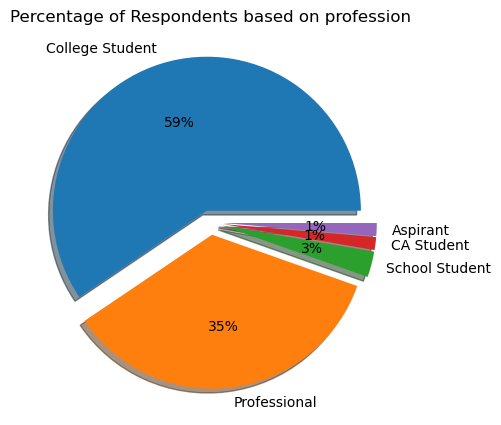 Percentage of Respondents based on profession
College Student
59%
1%
Aspirant
1%
CA Student
3%
School Student
35%
Professional